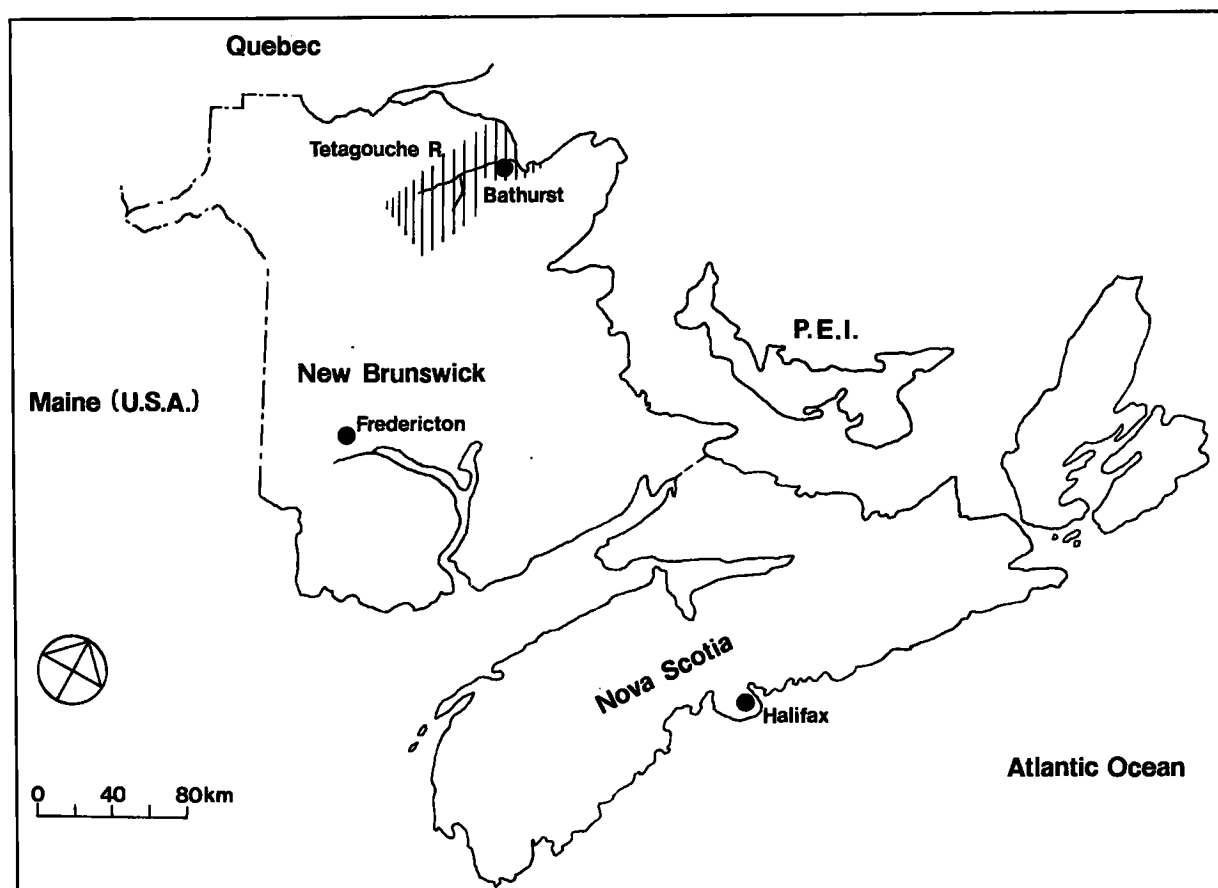 Quebec
Tetagouche R.
Bathurst
P.E.I.
New Brunswick
Maine (U.S.A.)
Fredericton
Nova Scotia
Halifax
Atlantic Ocean
0 40 80km